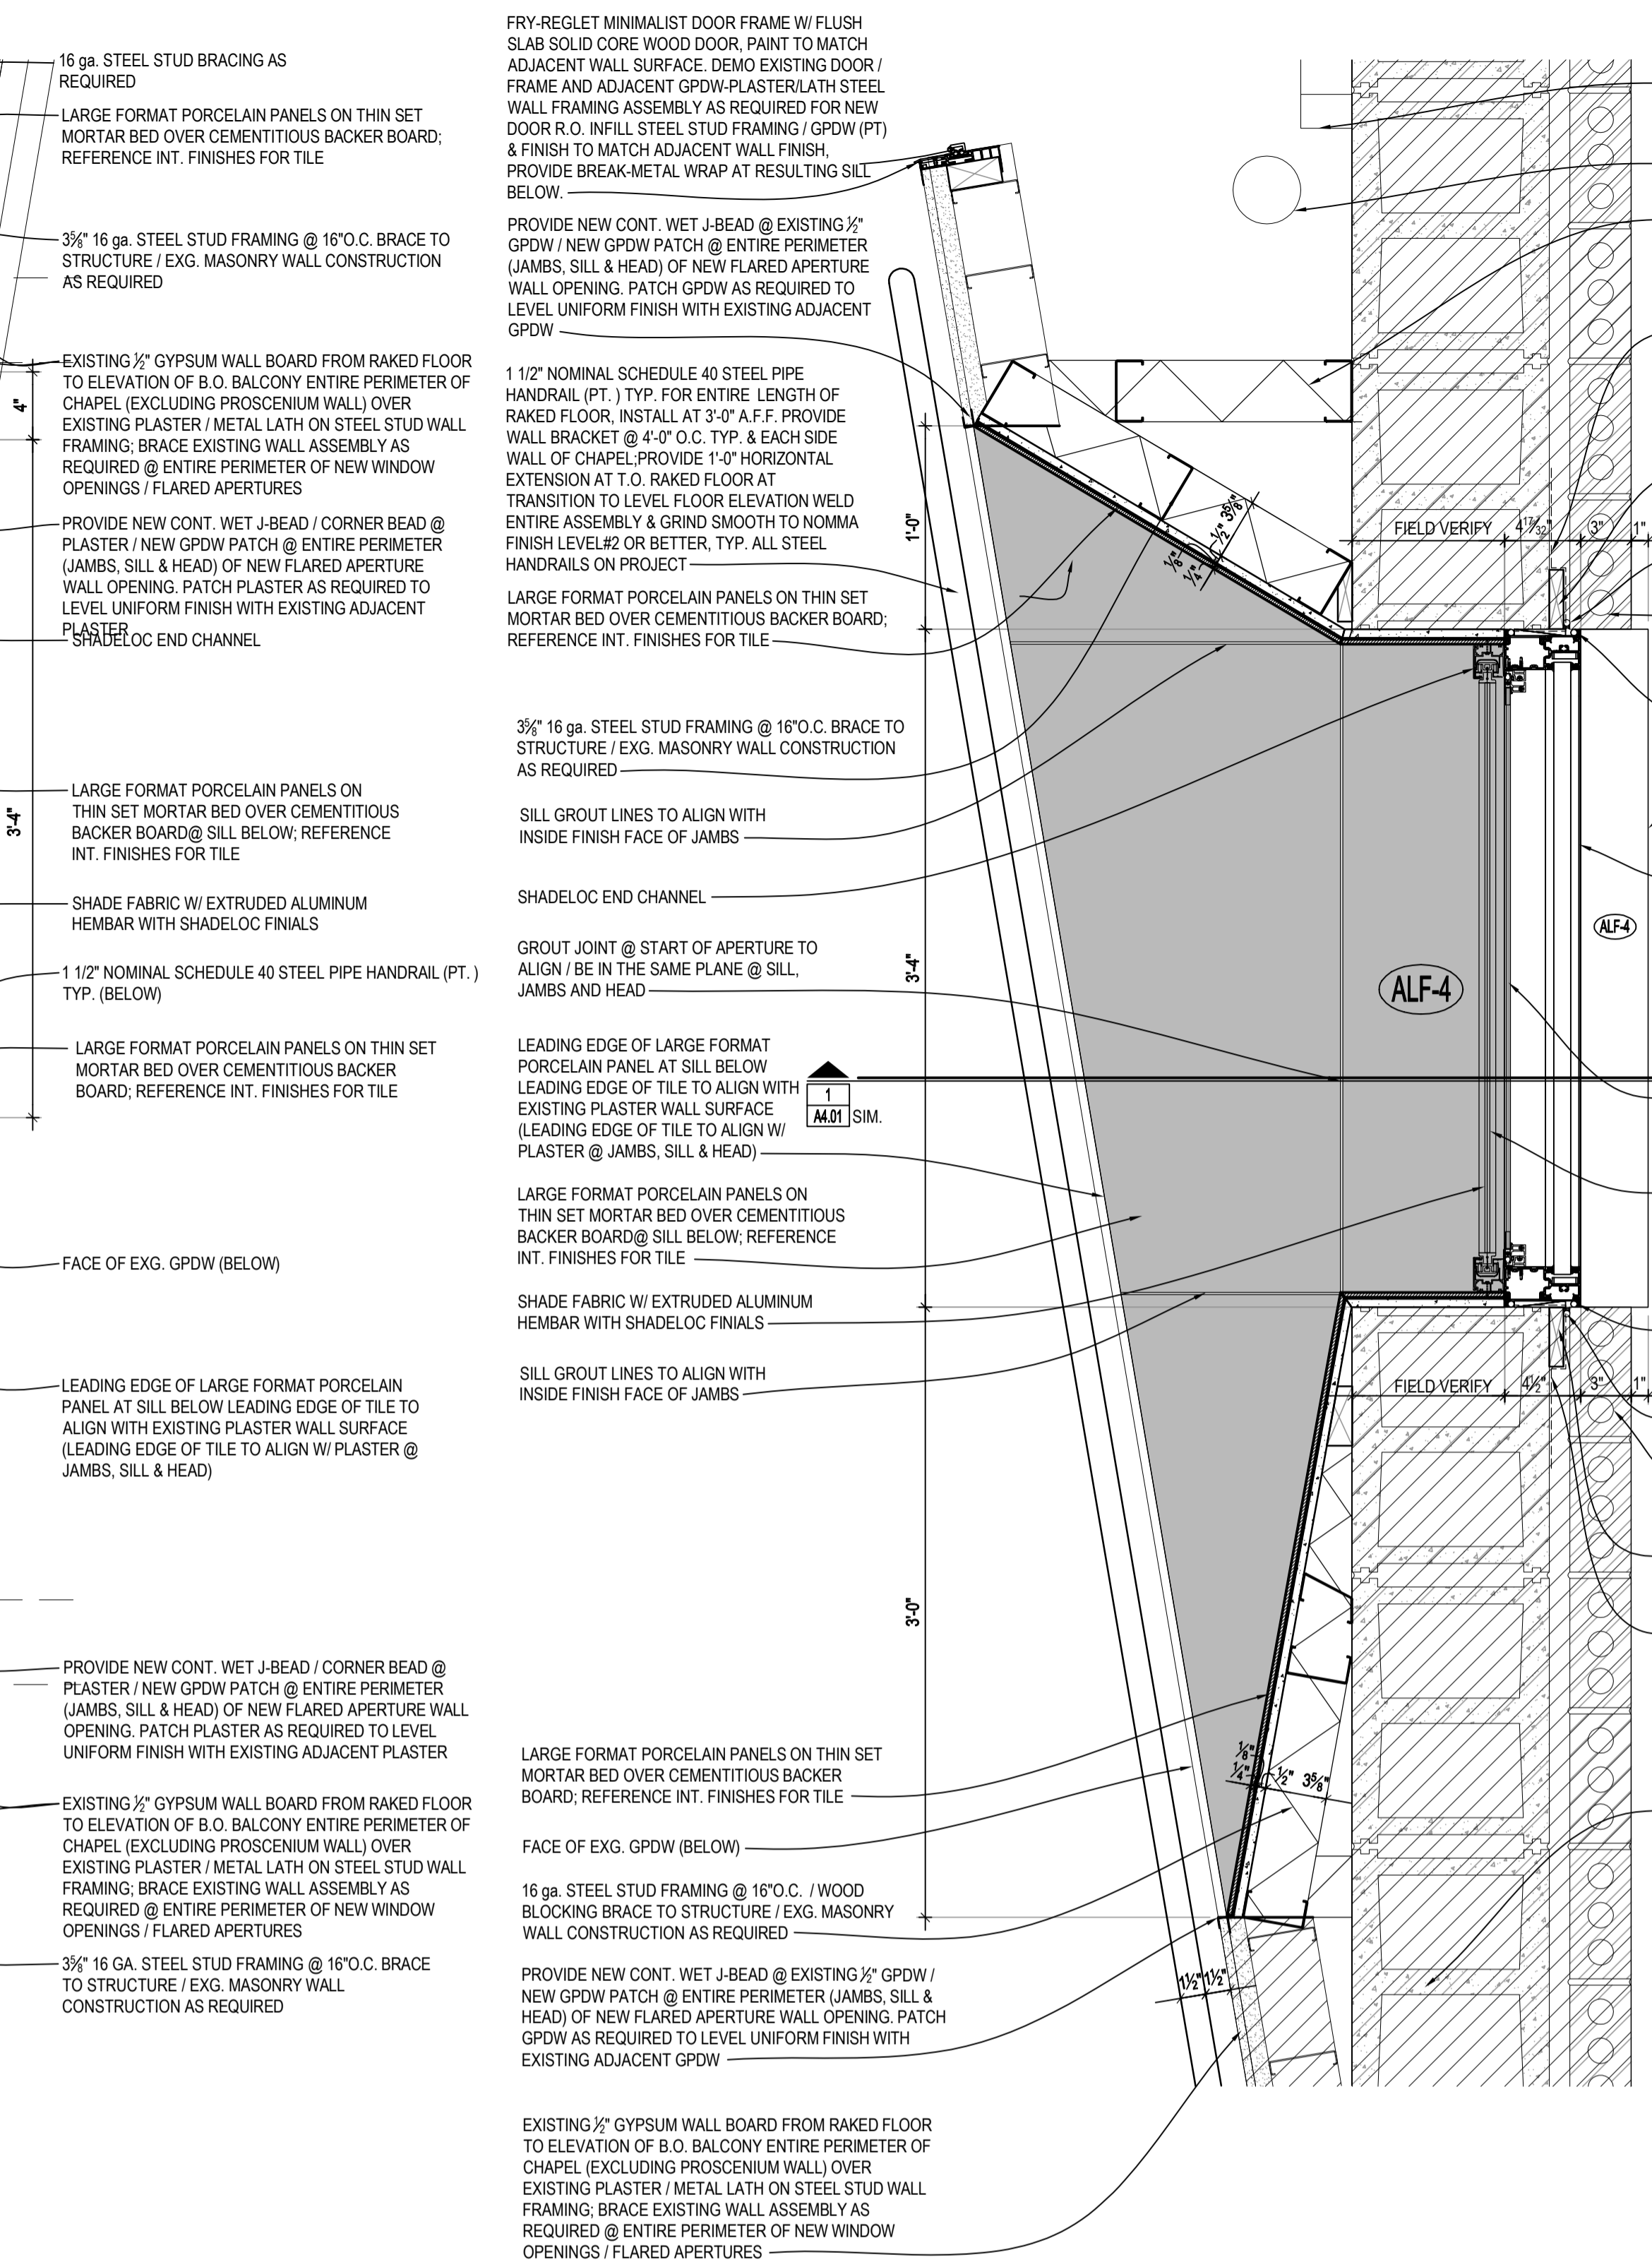 16 ga. STEEL STUD BRACING AS
REQUIRED
LARGE FORMAT PORCELAIN PANELS ON THIN SET
MORTAR BED OVER CEMENTITIOUS BACKER BOARD;
REFERENCE INT. FINISHES FOR TILE
3⅝" 16 ga. STEEL STUD FRAMING @ 16"O.C. BRACE TO
STRUCTURE / EXG. MASONRY WALL CONSTRUCTION
AS REQUIRED
EXISTING ½" GYPSUM WALL BOARD FROM RAKED FLOOR
TO ELEVATION OF B.O. BALCONY ENTIRE PERIMETER OF
CHAPEL (EXCLUDING PROSCENIUM WALL) OVER
EXISTING PLASTER / METAL LATH ON STEEL STUD WALL
FRAMING; BRACE EXISTING WALL ASSEMBLY AS
REQUIRED @ ENTIRE PERIMETER OF NEW WINDOW
OPENINGS / FLARED APERTURES
4"
PROVIDE NEW CONT. WET J-BEAD / CORNER BEAD @
PLASTER / NEW GPDW PATCH @ ENTIRE PERIMETER
(JAMBS, SILL & HEAD) OF NEW FLARED APERTURE
WALL OPENING. PATCH PLASTER AS REQUIRED TO
LEVEL UNIFORM FINISH WITH EXISTING ADJACENT
PLASTER
SHADELOC END CHANNEL
LARGE FORMAT PORCELAIN PANELS ON
THIN SET MORTAR BED OVER CEMENTITIOUS
BACKER BOARD@ SILL BELOW; REFERENCE
INT. FINISHES FOR TILE
3'-4"
SHADE FABRIC W/ EXTRUDED ALUMINUM
HEMBAR WITH SHADELOC FINIALS
1 1/2" NOMINAL SCHEDULE 40 STEEL PIPE HANDRAIL (PT. )
TYP. (BELOW)
LARGE FORMAT PORCELAIN PANELS ON THIN SET
MORTAR BED OVER CEMENTITIOUS BACKER
BOARD; REFERENCE INT. FINISHES FOR TILE
FACE OF EXG. GPDW (BELOW)
LEADING EDGE OF LARGE FORMAT PORCELAIN
PANEL AT SILL BELOW LEADING EDGE OF TILE TO
ALIGN WITH EXISTING PLASTER WALL SURFACE
(LEADING EDGE OF TILE TO ALIGN W/ PLASTER @
JAMBS, SILL & HEAD)
PROVIDE NEW CONT. WET J-BEAD / CORNER BEAD @
PLASTER / NEW GPDW PATCH @ ENTIRE PERIMETER
(JAMBS, SILL & HEAD) OF NEW FLARED APERTURE WALL
OPENING. PATCH PLASTER AS REQUIRED TO LEVEL
UNIFORM FINISH WITH EXISTING ADJACENT PLASTER
EXISTING ½" GYPSUM WALL BOARD FROM RAKED FLOOR
TO ELEVATION OF B.O. BALCONY ENTIRE PERIMETER OF
CHAPEL (EXCLUDING PROSCENIUM WALL) OVER
EXISTING PLASTER / METAL LATH ON STEEL STUD WALL
FRAMING; BRACE EXISTING WALL ASSEMBLY AS
REQUIRED @ ENTIRE PERIMETER OF NEW WINDOW
OPENINGS / FLARED APERTURES
3⅝" 16 GA. STEEL STUD FRAMING @ 16"O.C. BRACE
TO STRUCTURE / EXG. MASONRY WALL
CONSTRUCTION AS REQUIRED
FRY-REGLET MINIMALIST DOOR FRAME W/ FLUSH
SLAB SOLID CORE WOOD DOOR, PAINT TO MATCH
ADJACENT WALL SURFACE. DEMO EXISTING DOOR /
FRAME AND ADJACENT GPDW-PLASTER/LATH STEEL
WALL FRAMING ASSEMBLY AS REQUIRED FOR NEW
DOOR R.O. INFILL STEEL STUD FRAMING / GPDW (PT)
& FINISH TO MATCH ADJACENT WALL FINISH,
PROVIDE BREAK-METAL WRAP AT RESULTING SILL
BELOW.
PROVIDE NEW CONT. WET J-BEAD @ EXISTING ½"
GPDW / NEW GPDW PATCH @ ENTIRE PERIMETER
(JAMBS, SILL & HEAD) OF NEW FLARED APERTURE
WALL OPENING. PATCH GPDW AS REQUIRED TO
LEVEL UNIFORM FINISH WITH EXISTING ADJACENT
GPDW
1 1/2" NOMINAL SCHEDULE 40 STEEL PIPE
HANDRAIL (PT. ) TYP. FOR ENTIRE LENGTH OF
RAKED FLOOR, INSTALL AT 3'-0" A.F.F. PROVIDE
WALL BRACKET @ 4'-0" O.C. TYP. & EACH SIDE
WALL OF CHAPEL;PROVIDE 1'-0" HORIZONTAL
EXTENSION AT T.O. RAKED FLOOR AT
TRANSITION TO LEVEL FLOOR ELEVATION WELD
ENTIRE ASSEMBLY & GRIND SMOOTH TO NOMMA
FINISH LEVEL#2 OR BETTER, TYP. ALL STEEL
HANDRAILS ON PROJECT
LARGE FORMAT PORCELAIN PANELS ON THIN SET
MORTAR BED OVER CEMENTITIOUS BACKER BOARD;
REFERENCE INT. FINISHES FOR TILE
3⅝" 16 ga. STEEL STUD FRAMING @ 16"O.C. BRACE TO
STRUCTURE / EXG. MASONRY WALL CONSTRUCTION
AS REQUIRED
SILL GROUT LINES TO ALIGN WITH
INSIDE FINISH FACE OF JAMBS
SHADELOC END CHANNEL
GROUT JOINT @ START OF APERTURE TO
ALIGN / BE IN THE SAME PLANE @ SILL,
JAMBS AND HEAD
LEADING EDGE OF LARGE FORMAT
PORCELAIN PANEL AT SILL BELOW
LEADING EDGE OF TILE TO ALIGN WITH
EXISTING PLASTER WALL SURFACE
(LEADING EDGE OF TILE TO ALIGN W/
PLASTER @ JAMBS, SILL & HEAD)
LARGE FORMAT PORCELAIN PANELS ON
THIN SET MORTAR BED OVER CEMENTITIOUS
BACKER BOARD@ SILL BELOW; REFERENCE
INT. FINISHES FOR TILE
SHADE FABRIC W/ EXTRUDED ALUMINUM
HEMBAR WITH SHADELOC FINIALS
SILL GROUT LINES TO ALIGN WITH
INSIDE FINISH FACE OF JAMBS
LARGE FORMAT PORCELAIN PANELS ON THIN SET
MORTAR BED OVER CEMENTITIOUS BACKER
BOARD; REFERENCE INT. FINISHES FOR TILE
FACE OF EXG. GPDW (BELOW)
16 ga. STEEL STUD FRAMING @ 16"O.C. / WOOD
BLOCKING BRACE TO STRUCTURE / EXG. MASONRY
WALL CONSTRUCTION AS REQUIRED
PROVIDE NEW CONT. WET J-BEAD @ EXISTING ½" GPDW /
NEW GPDW PATCH @ ENTIRE PERIMETER (JAMBS, SILL &
HEAD) OF NEW FLARED APERTURE WALL OPENING. PATCH
GPDW AS REQUIRED TO LEVEL UNIFORM FINISH WITH
EXISTING ADJACENT GPDW
EXISTING ½" GYPSUM WALL BOARD FROM RAKED FLOOR
TO ELEVATION OF B.O. BALCONY ENTIRE PERIMETER OF
CHAPEL (EXCLUDING PROSCENIUM WALL) OVER
EXISTING PLASTER / METAL LATH ON STEEL STUD WALL
FRAMING; BRACE EXISTING WALL ASSEMBLY AS
REQUIRED @ ENTIRE PERIMETER OF NEW WINDOW
OPENINGS / FLARED APERTURES
1'-0"
3'-4"
3'-0"
1
A4.01
SIM.
⅛"
¼"
½"
3⅝"
FIELD VERIFY
4 17/32"
3"
1"
ALF-4
ALF-4
FIELD VERIFY
4½"
3"
1"
⅛"
¼"
½"
3⅝"
1½"
1½"